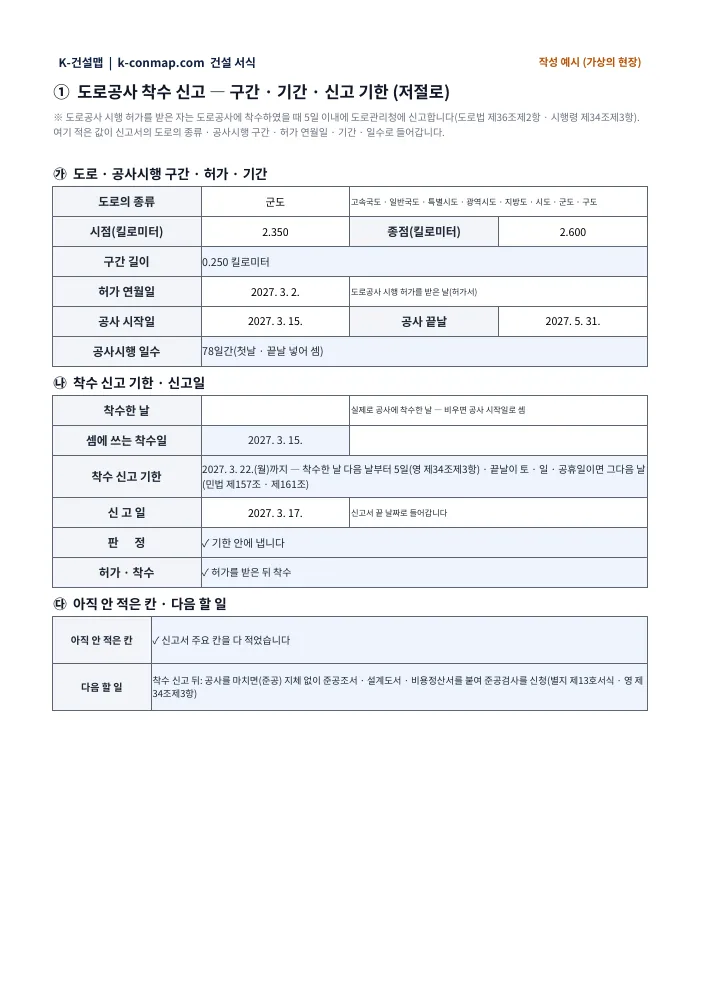 K-건설맵 | k-conmap.com 건설 서식
작성 예시 (가상의 현장)
① 도로공사 착수 신고 — 구간 · 기간 · 신고 기한 (저절로)
※ 도로공사 시행 허가를 받은 자는 도로공사에 착수하였을 때 5일 이내에 도로관리청에 신고합니다(도로법 제36조제2항 · 시행령 제34조제3항).
여기 적은 값이 신고서의 도로의 종류 · 공사시행 구간 · 허가 연월일 · 기간 · 일수로 들어갑니다.
㉮ 도로 · 공사시행 구간 · 허가 · 기간
도로의 종류 군도 고속국도 · 일반국도 · 특별시도 · 광역시도 · 지방도 · 시도 · 군도 · 구도
시점(킬로미터) 2.350 종점(킬로미터) 2.600
구간 길이 0.250 킬로미터
허가 연월일 2027. 3. 2. 도로공사 시행 허가를 받은 날(허가서)
공사 시작일 2027. 3. 15. 공사 끝날 2027. 5. 31.
공사시행 일수 78일간(첫날 · 끝날 넣어 셈)
㉯ 착수 신고 기한 · 신고일
착수한 날 실제로 공사에 착수한 날 — 비우면 공사 시작일로 셈
셈에 쓰는 착수일 2027. 3. 15.
착수 신고 기한 2027. 3. 22.(월)까지 — 착수한 날 다음 날부터 5일(영 제34조제3항) · 끝날이 토 · 일 · 공휴일이면 그다음 날
(민법 제157조 · 제161조)
신 고 일 2027. 3. 17. 신고서 끝 날짜로 들어갑니다
판 정 ✓ 기한 안에 냅니다
허가 · 착수 ✓ 허가를 받은 뒤 착수
㉰ 아직 안 적은 칸 · 다음 할 일
아직 안 적은 칸 ✓ 신고서 주요 칸을 다 적었습니다
다음 할 일 착수 신고 뒤: 공사를 마치면(준공) 지체 없이 준공조서 · 설계도서 · 비용정산서를 붙여 준공검사를 신청(별지 제13호서식 · 영 제
34조제3항)